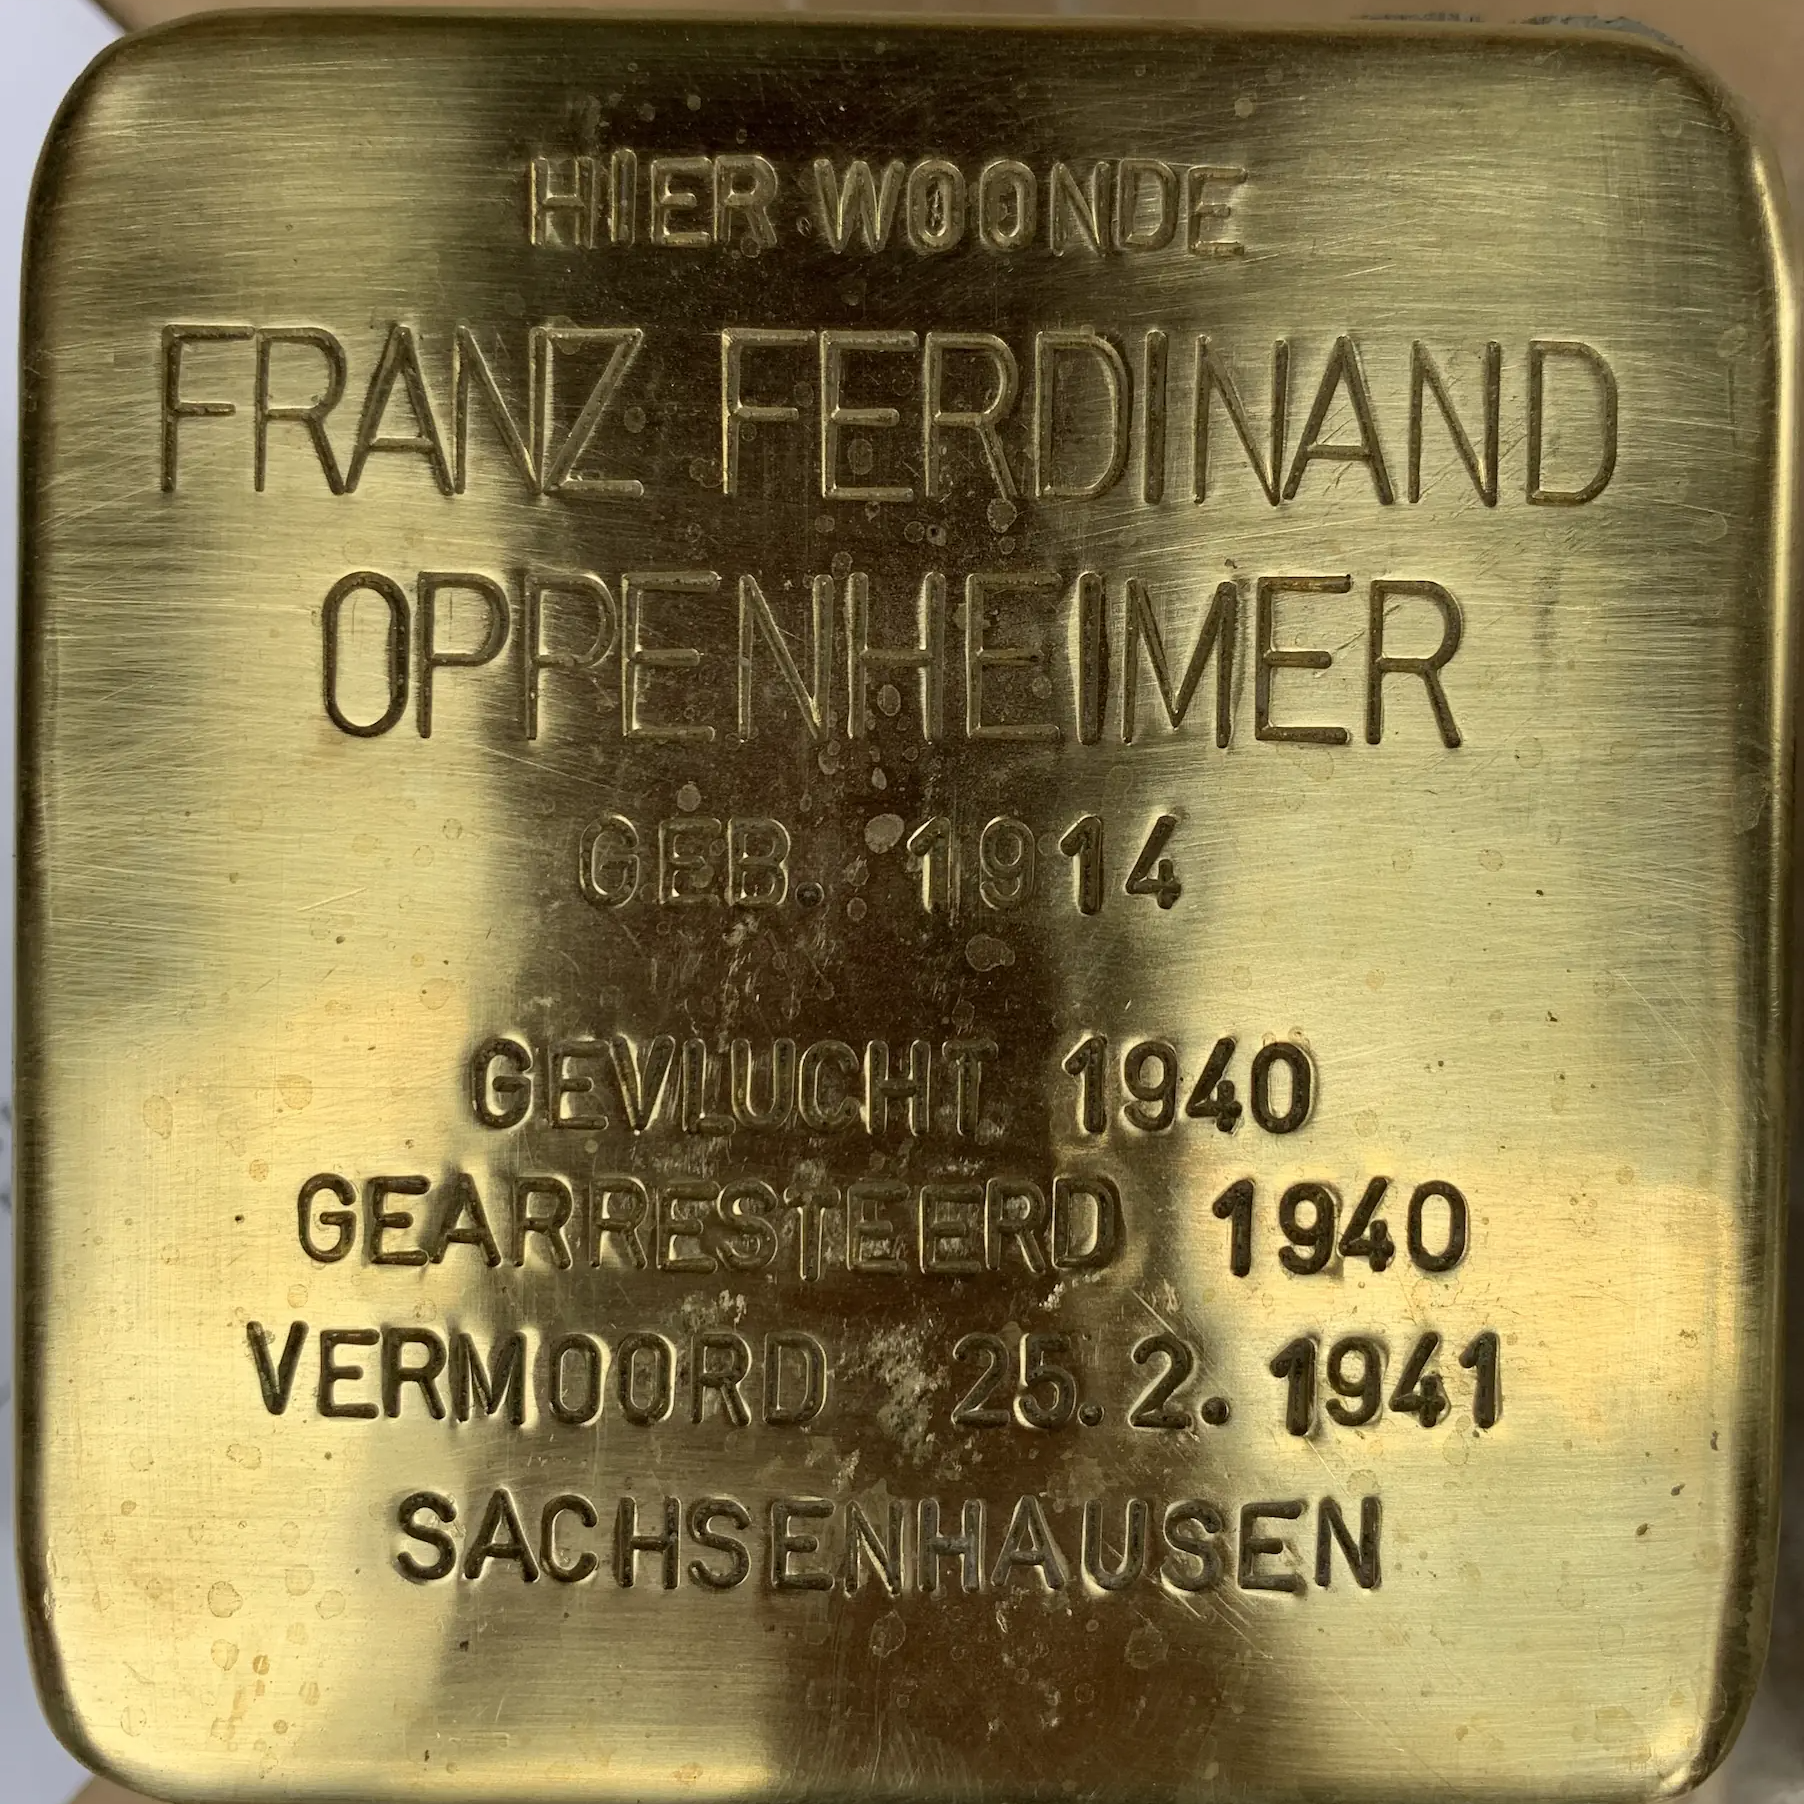 HIER WOONDE
FRANZ FERDINAND
OPPENHEIMER
GEB. 1914
GEVLUCHT 1940
GEARRESTEERD 1940
VERMOORD 25.2.1941
SACHSENHAUSEN